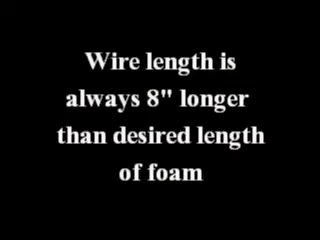 Wire length is
always 8" longer
than desired length
of foam